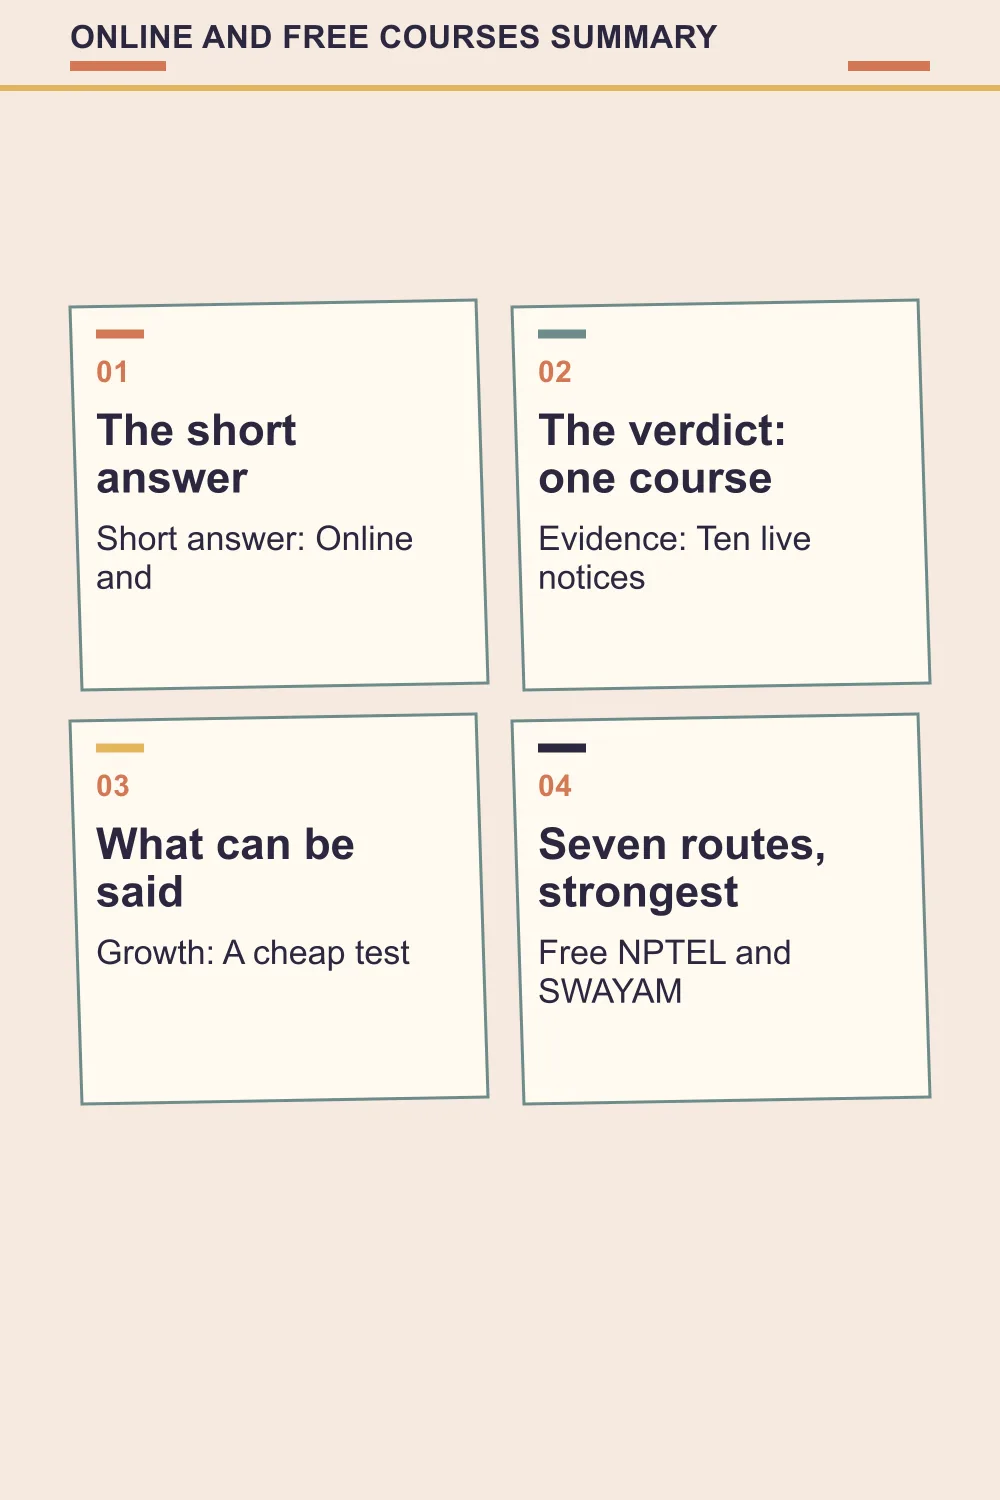 ONLINE AND FREE COURSES SUMMARY
01
The short
answer
Short answer: Online
and
02
The verdict:
one course
Evidence: Ten live
notices
03
What can be
said
Growth: A cheap test
04
Seven routes,
strongest
Free NPTEL and
SWAYAM